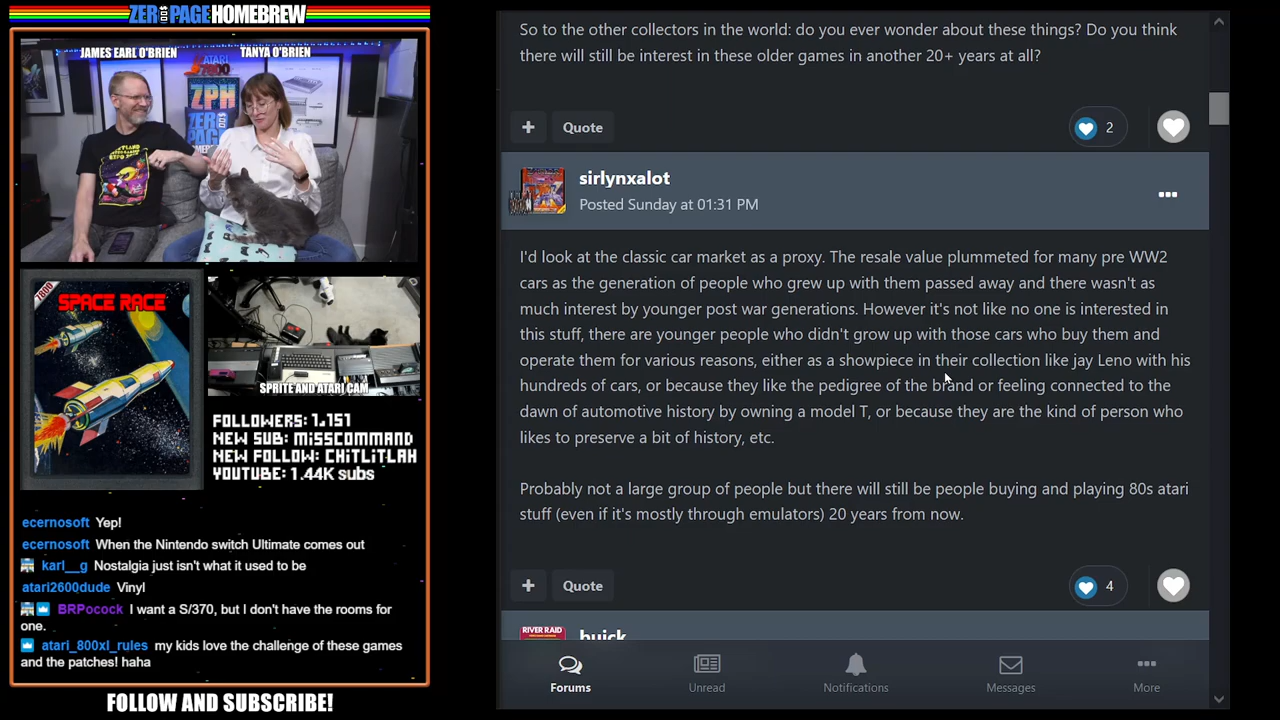 ZERO PAGE HOMEBREW
JAMES EARL O'BRIEN
TANYA O'BRIEN
ATARI
ZPH
ZERO
PAGE
7800
SPACE RACE
SPRITE AND ATARI CAM
FOLLOWERS: 1,151
NEW SUB: MISSCOMMAND
NEW FOLLOW: CHITLITLAH
YOUTUBE: 1.44K subs
ecernosoft Yep!
ecernosoft When the Nintendo switch Ultimate comes out
karl__g Nostalgia just isn't what it used to be
atari2600dude Vinyl
BRPocock I want a S/370, but I don't have the rooms for
one.
atari_800xl_rules my kids love the challenge of these games
and the patches! haha
FOLLOW AND SUBSCRIBE!
So to the other collectors in the world: do you ever wonder about these things? Do you think
there will still be interest in these older games in another 20+ years at all?
+ Quote
2
sirlynxalot
Posted Sunday at 01:31 PM
I'd look at the classic car market as a proxy. The resale value plummeted for many pre WW2
cars as the generation of people who grew up with them passed away and there wasn't as
much interest by younger post war generations. However it's not like no one is interested in
this stuff, there are younger people who didn't grow up with those cars who buy them and
operate them for various reasons, either as a showpiece in their collection like jay Leno with his
hundreds of cars, or because they like the pedigree of the brand or feeling connected to the
dawn of automotive history by owning a model T, or because they are the kind of person who
likes to preserve a bit of history, etc.
Probably not a large group of people but there will still be people buying and playing 80s atari
stuff (even if it's mostly through emulators) 20 years from now.
+ Quote
4
RIVER RAID
buick
Forums
Unread
Notifications
Messages
More